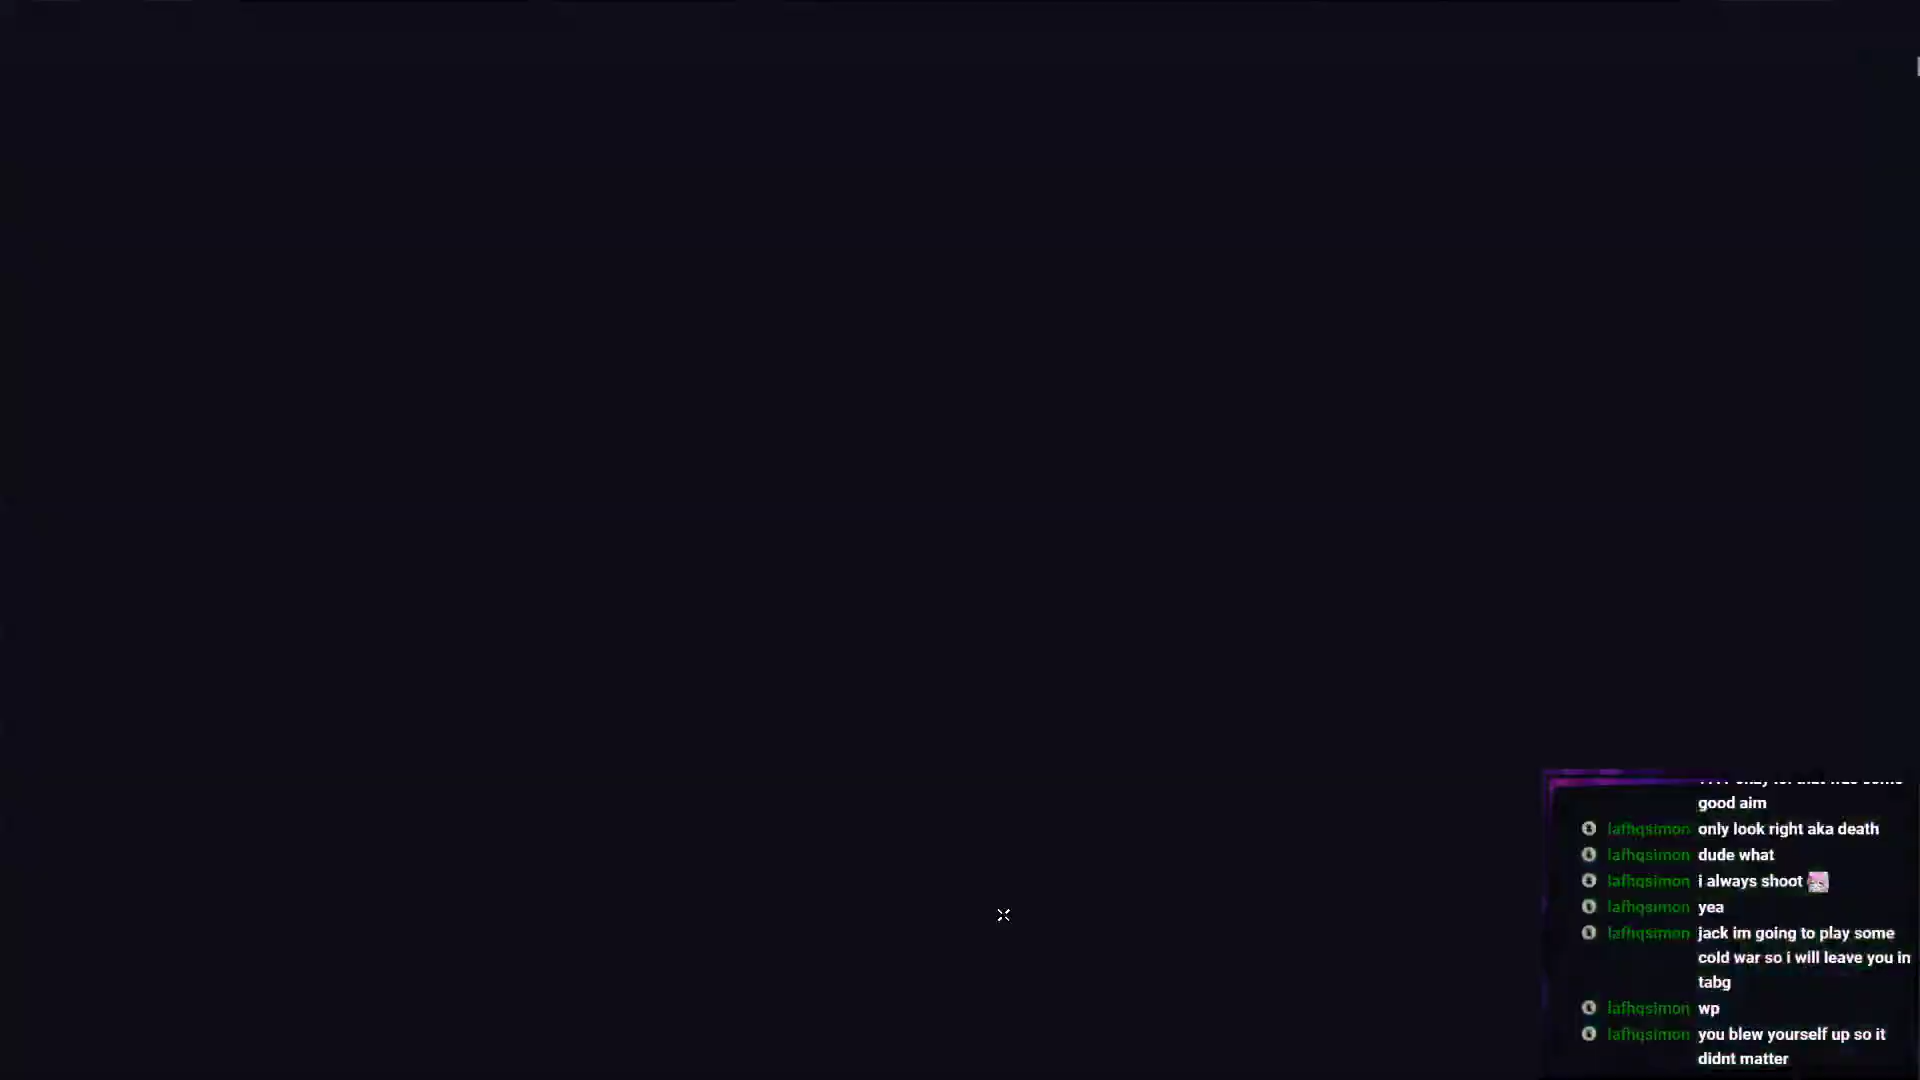 good aim
lafhqsimon only look right aka death
lafhqsimon dude what
lafhqsimon i always shoot
lafhqsimon yea
lafhqsimon jack im going to play some
cold war so i will leave you in
tabg
lafhqsimon wp
lafhqsimon you blew yourself up so it
didnt matter